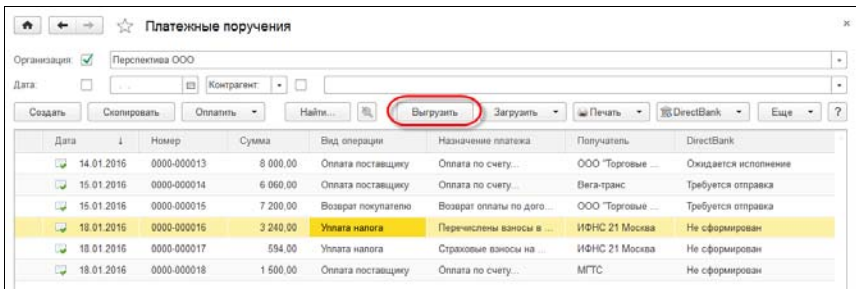 Платежные поручения
Организация: Перспектива ООО
Дата: . . Контрагент:
Создать Скопировать Оплатить Найти... Выгрузить Загрузить Печать DirectBank Еще ?
Дата ↓ Номер Сумма Вид операции Назначение платежа Получатель DirectBank
14.01.2016 0000-000013 8 000,00 Оплата поставщику Оплата по счету... ООО "Торговые ... Ожидается исполнение
15.01.2016 0000-000014 6 060,00 Оплата поставщику Оплата по счету... Вега-транс Требуется отправка
15.01.2016 0000-000015 7 200,00 Возврат покупателю Возврат оплаты по дого... ООО "Торговые ... Требуется отправка
18.01.2016 0000-000016 3 240,00 Уплата налога Перечислены взносы в ... ИФНС 21 Москва Не сформирован
18.01.2016 0000-000017 594,00 Уплата налога Страховые взносы на ... ИФНС 21 Москва Не сформирован
18.01.2016 0000-000018 1 500,00 Оплата поставщику Оплата по счету... МГТС Не сформирован